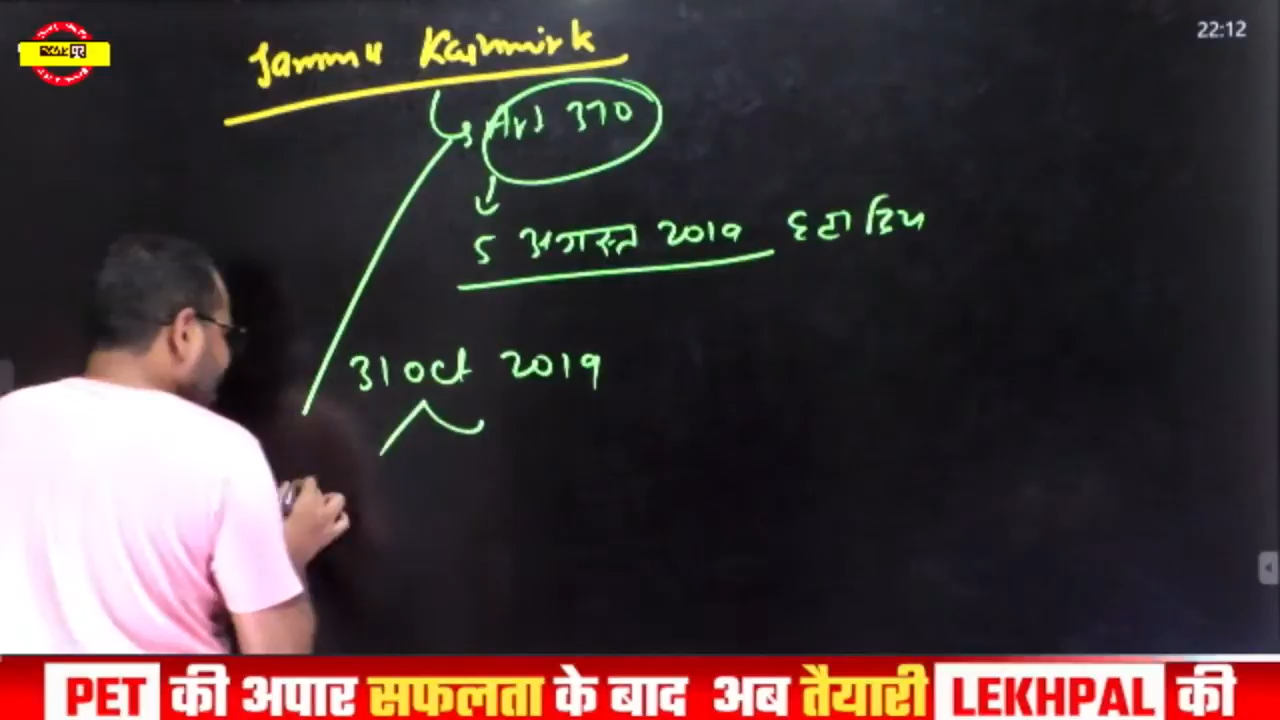 22:12
Jammu Kashmir k
Art 370
5 अगस्त 2019 हटा दिया
31 Oct 2019
PET की अपार सफलता के बाद अब तैयारी LEKHPAL की